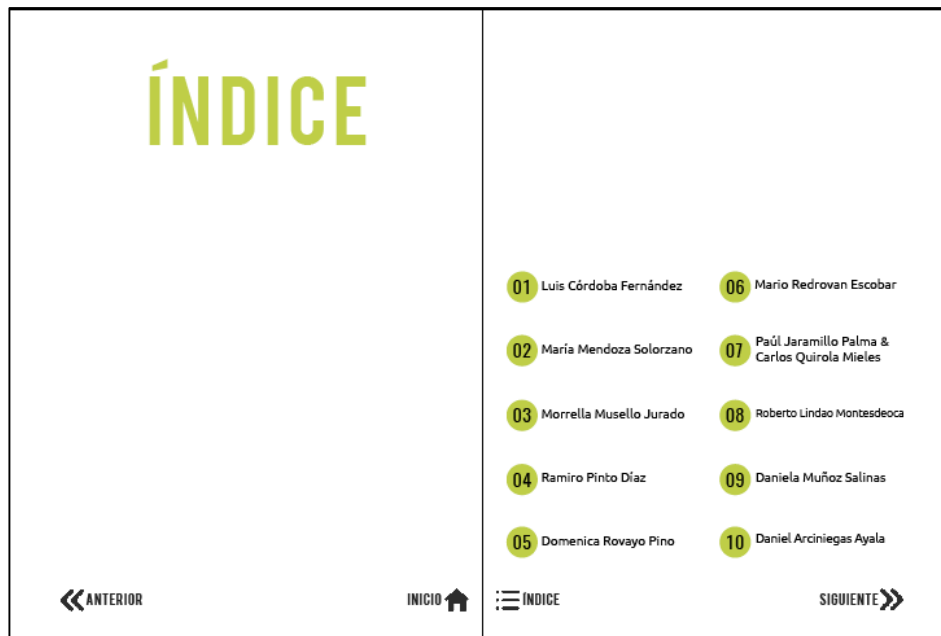 ÍNDICE
01 Luis Córdoba Fernández
02 María Mendoza Solorzano
03 Morrella Musello Jurado
04 Ramiro Pinto Díaz
05 Domenica Rovayo Pino
06 Mario Redrovan Escobar
07 Paúl Jaramillo Palma &
Carlos Quirola Mieles
08 Roberto Lindao Montesdeoca
09 Daniela Muñoz Salinas
10 Daniel Arciniegas Ayala
ANTERIOR
INICIO
ÍNDICE
SIGUIENTE